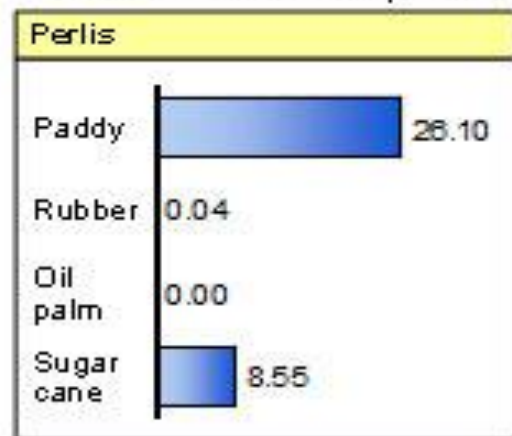 Perlis
Paddy 26.10
Rubber 0.04
Oil
palm 0.00
Sugar
cane 8.55